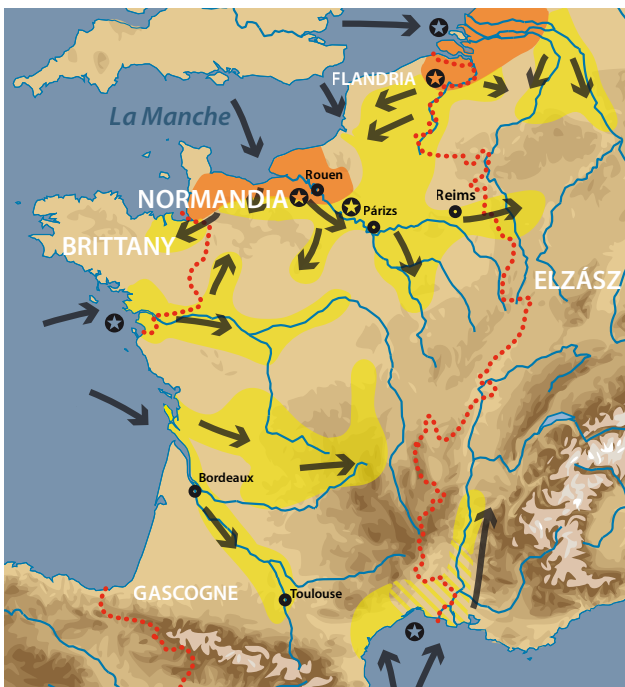 FLANDRIA
La Manche
Rouen
NORMANDIA
Reims
Párizs
BRITTANY
ELZÁSZ
Bordeaux
GASCOGNE
Toulouse